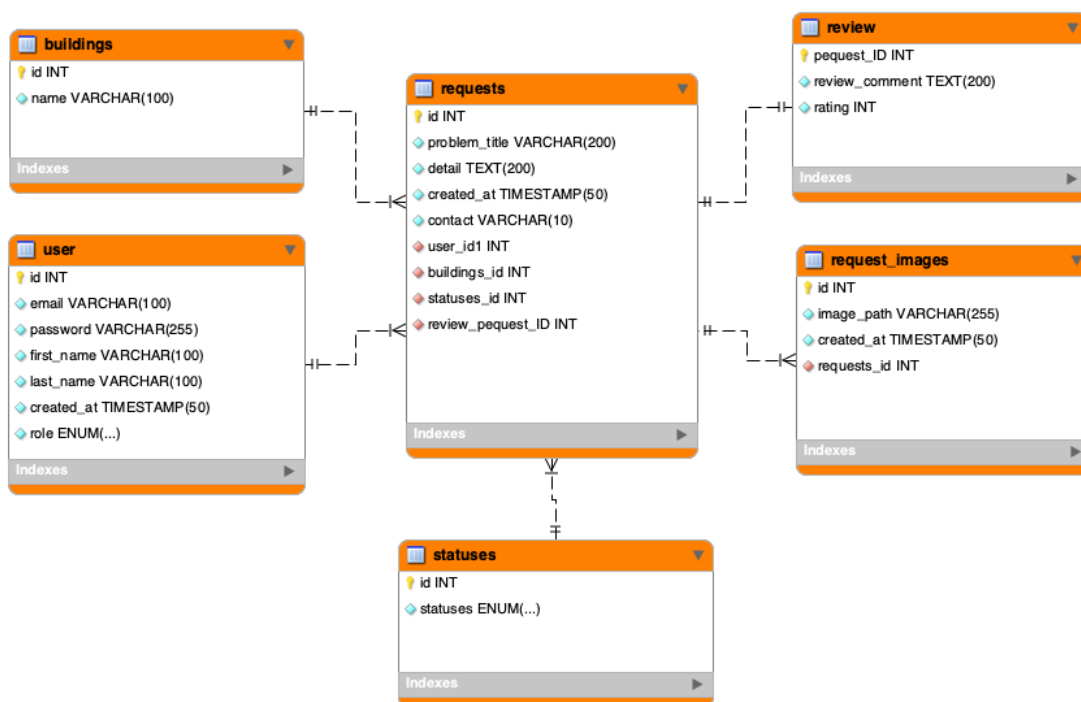 buildings
id INT
name VARCHAR(100)
Indexes
user
id INT
email VARCHAR(100)
password VARCHAR(255)
first_name VARCHAR(100)
last_name VARCHAR(100)
created_at TIMESTAMP(50)
role ENUM(...)
Indexes
requests
id INT
problem_title VARCHAR(200)
detail TEXT(200)
created_at TIMESTAMP(50)
contact VARCHAR(10)
user_id1 INT
buildings_id INT
statuses_id INT
review_pequest_ID INT
Indexes
review
pequest_ID INT
review_comment TEXT(200)
rating INT
Indexes
request_images
id INT
image_path VARCHAR(255)
created_at TIMESTAMP(50)
requests_id INT
Indexes
statuses
id INT
statuses ENUM(...)
Indexes